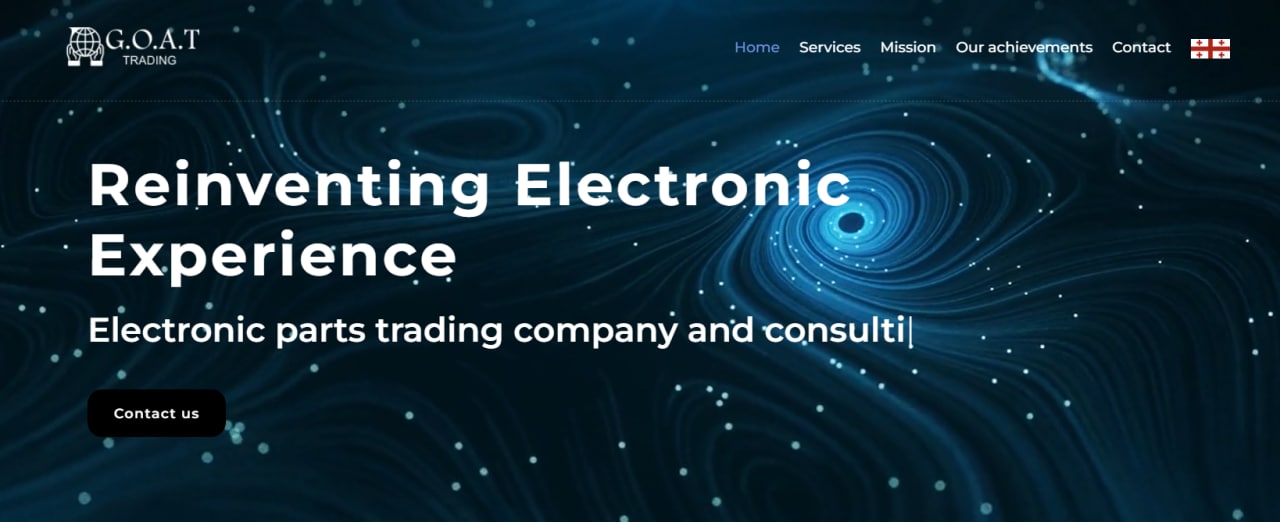 G.O.A.T
TRADING
Home Services Mission Our achievements Contact
Reinventing Electronic
Experience
Electronic parts trading company and consulti|
Contact us